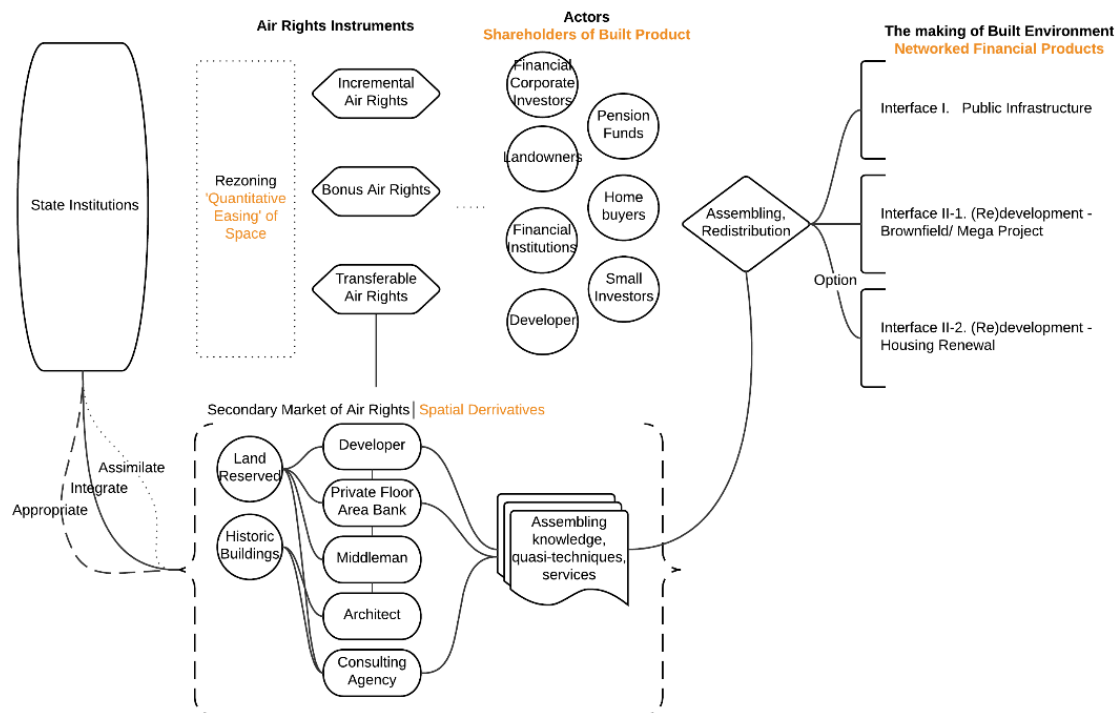 Air Rights Instruments
Actors
Shareholders of Built Product
The making of Built Environment
Networked Financial Products
State Institutions
Rezoning
'Quantitative
Easing' of
Space
Incremental
Air Rights
Bonus Air Rights
Transferable
Air Rights
Financial
Corporate
Investors
Pension
Funds
Landowners
Home
buyers
Financial
Institutions
Small
Investors
Developer
Assembling,
Redistribution
Option
Interface I. Public Infrastructure
Interface II-1. (Re)development -
Brownfield/ Mega Project
Interface II-2. (Re)development -
Housing Renewal
Secondary Market of Air Rights
Spatial Derrivatives
Assimilate
Integrate
Appropriate
Land
Reserved
Historic
Buildings
Developer
Private Floor
Area Bank
Middleman
Architect
Consulting
Agency
Assembling
knowledge,
quasi-techniques,
services